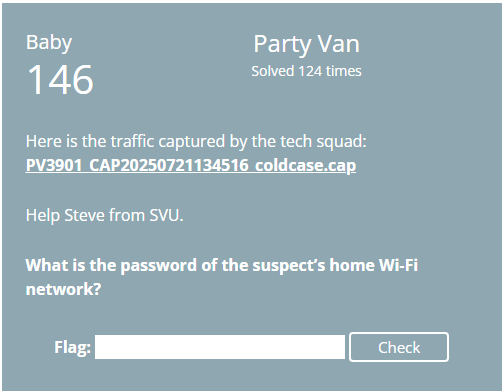 Baby
146
Party Van
Solved 124 times
Here is the traffic captured by the tech squad:
PV3901_CAP20250721134516_coldcase.cap
Help Steve from SVU.
What is the password of the suspect’s home Wi-Fi
network?
Flag:
Check